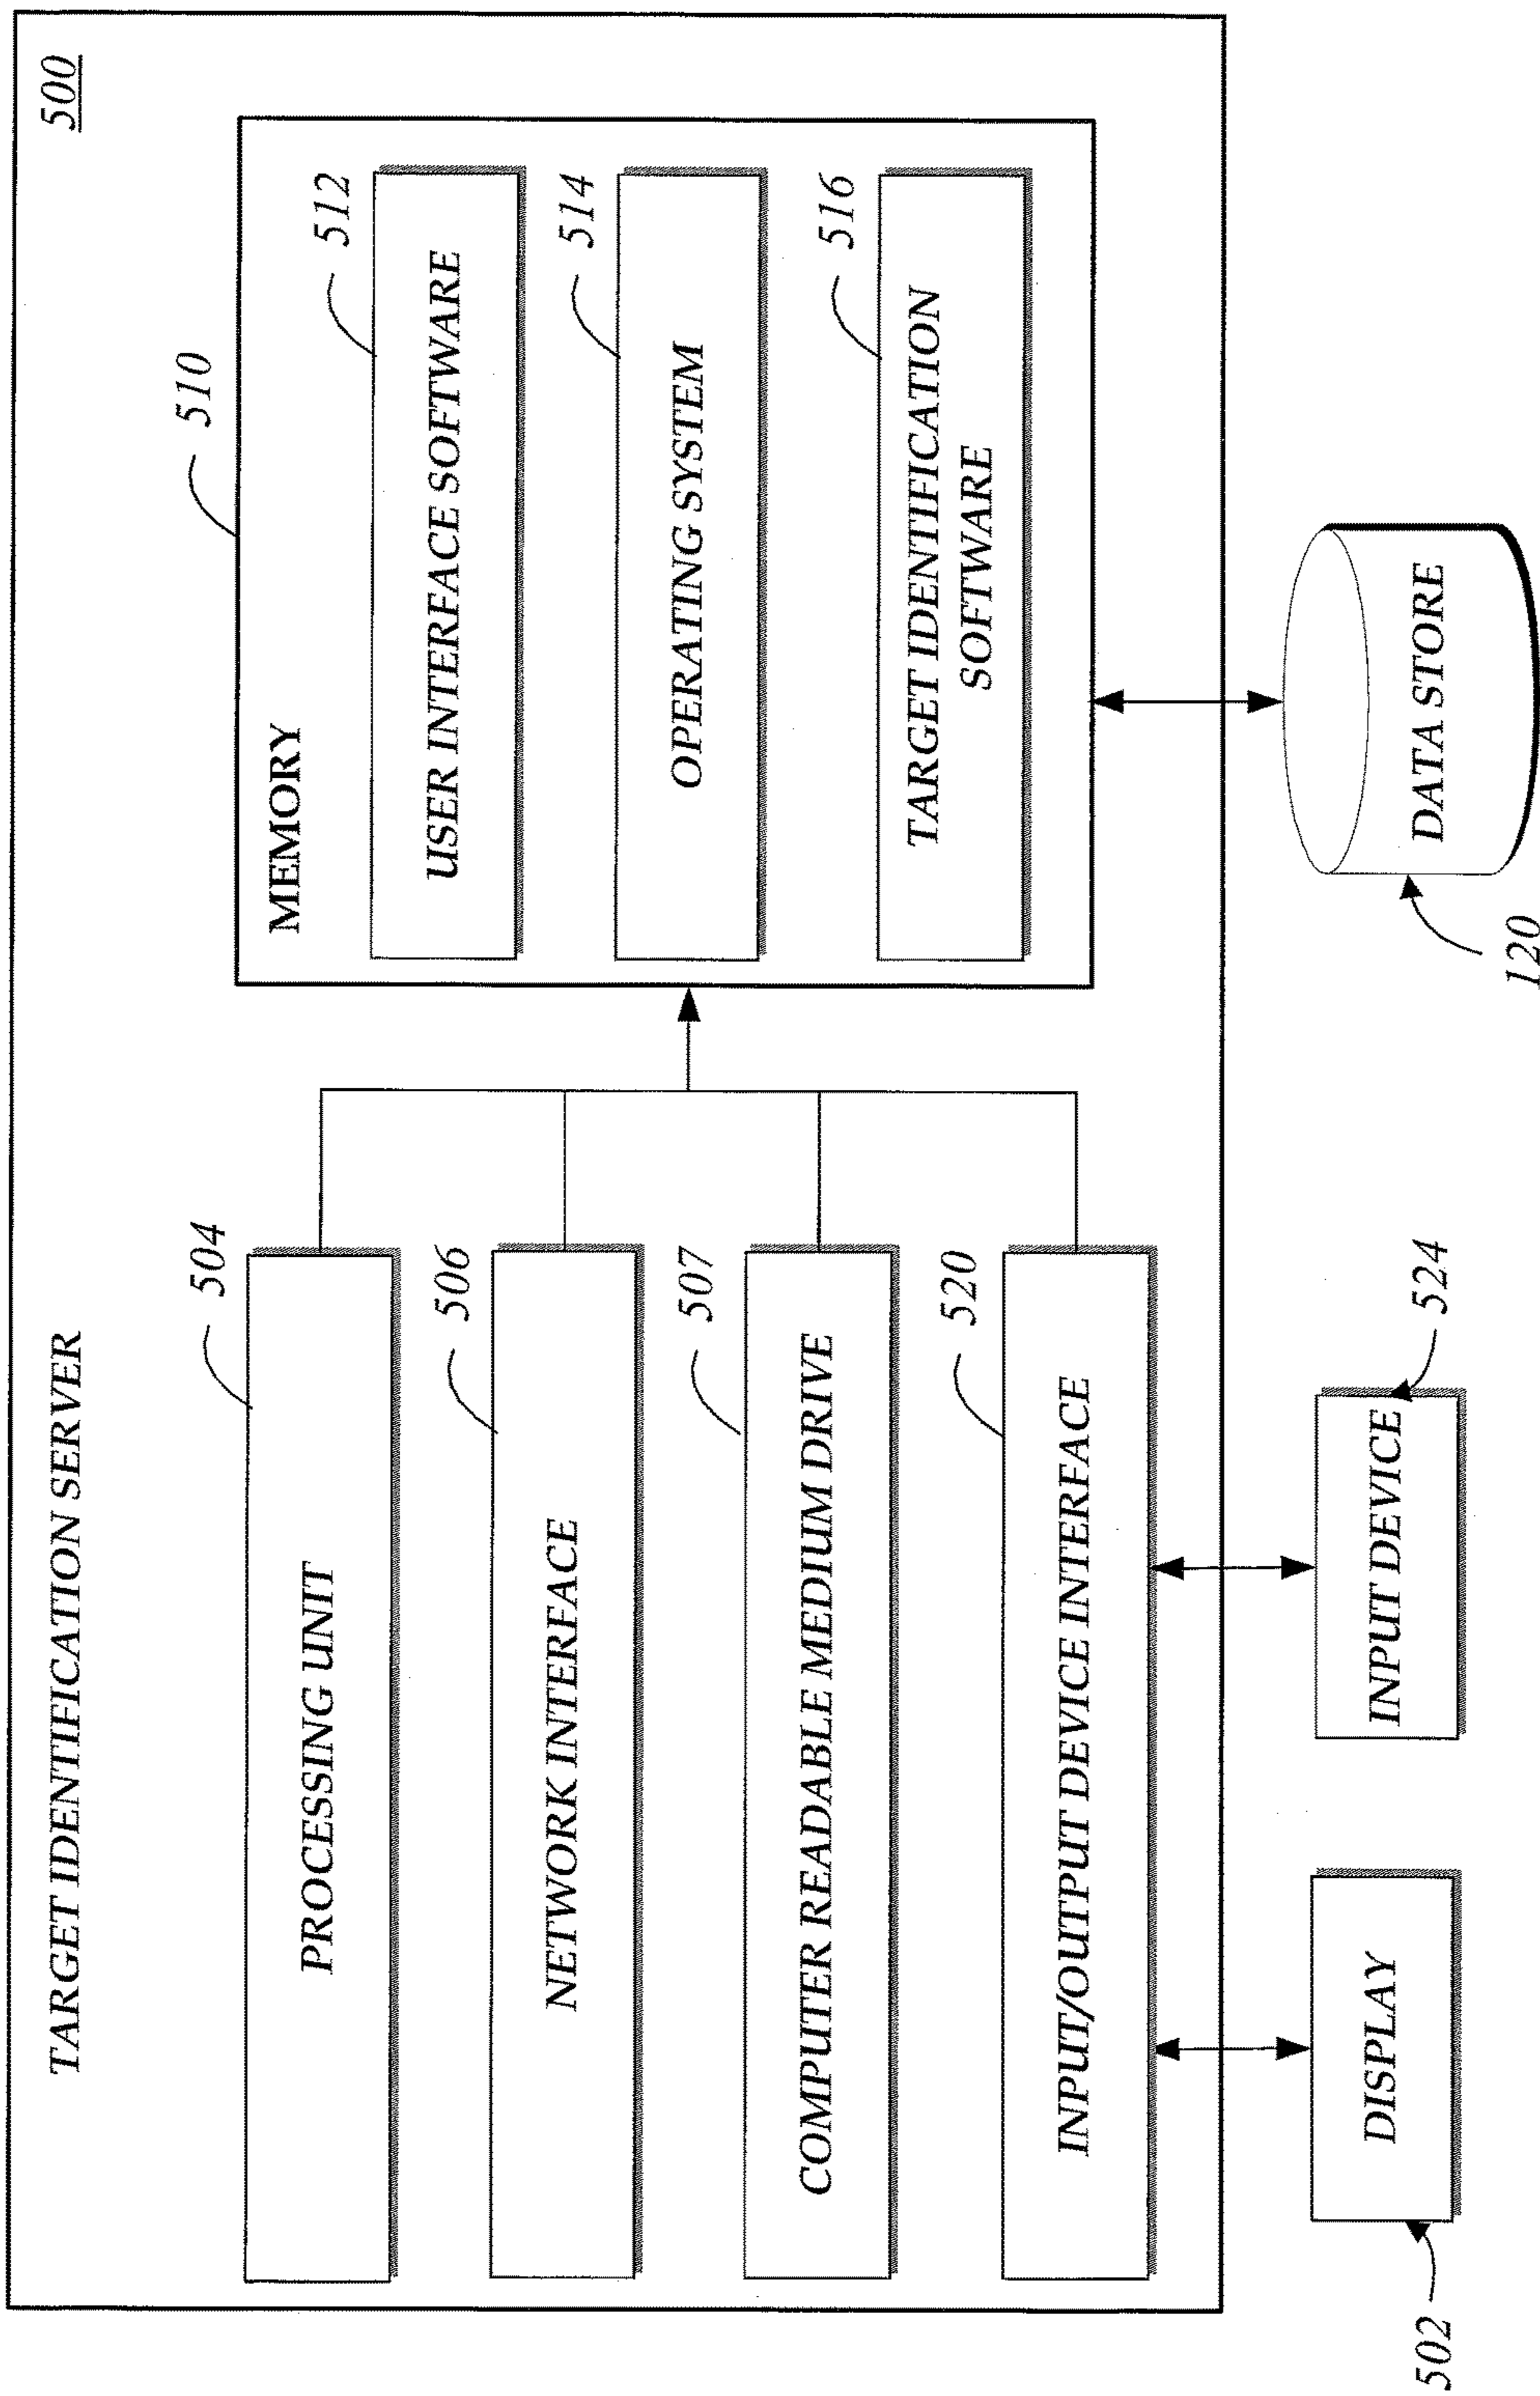 500
TARGET IDENTIFICATION SERVER
504
PROCESSING UNIT
506
NETWORK INTERFACE
507
COMPUTER READABLE MEDIUM DRIVE
520
INPUT/OUTPUT DEVICE INTERFACE
510
MEMORY
512
USER INTERFACE SOFTWARE
514
OPERATING SYSTEM
516
TARGET IDENTIFICATION
SOFTWARE
502
DISPLAY
INPUT DEVICE
524
120
DATA STORE